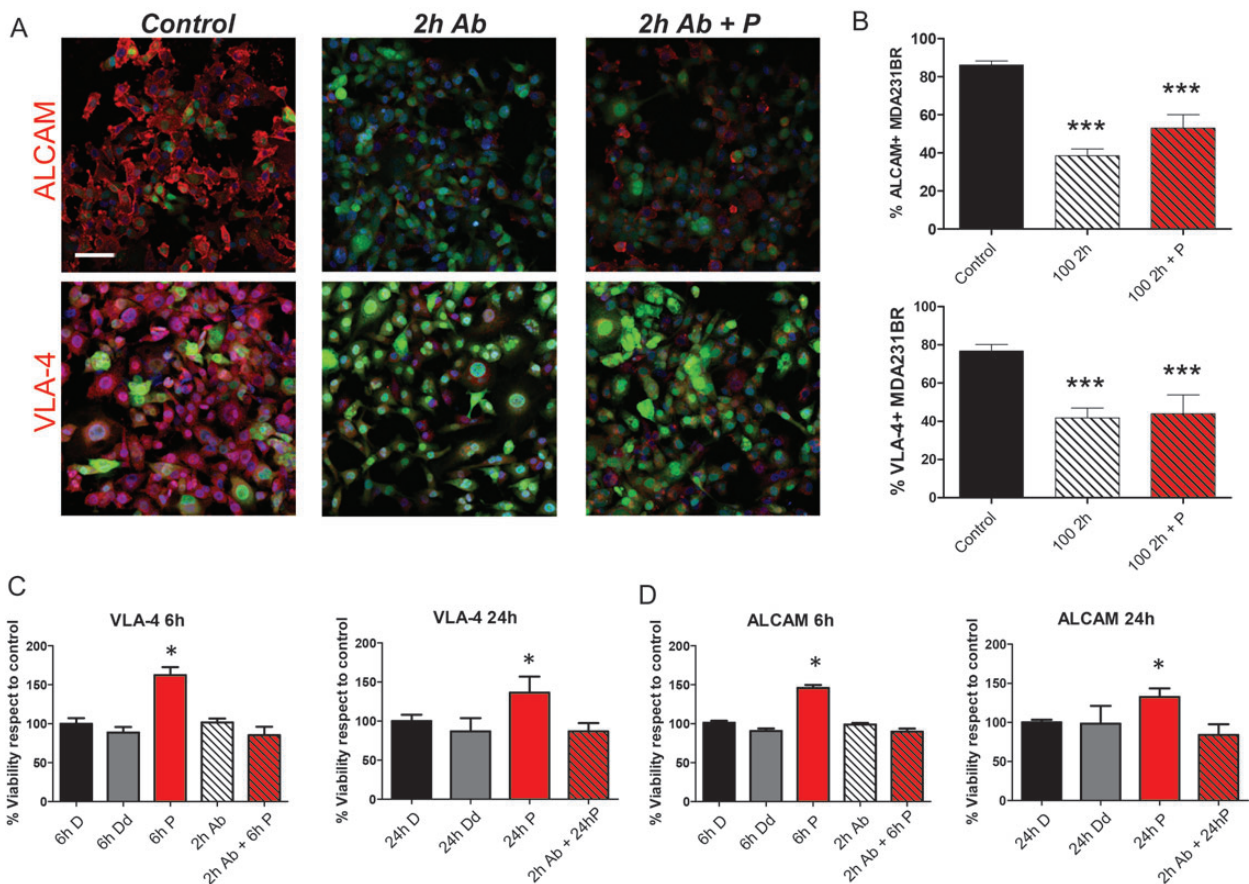 A
Control
2h Ab
2h Ab + P
ALCAM
VLA-4
B
% ALCAM+ MDA231BR
100
80
60
40
20
0
***
***
Control
100 2h
100 2h + P
% VLA-4+ MDA231BR
100
80
60
40
20
0
***
***
Control
100 2h
100 2h + P
C
VLA-4 6h
% Viability respect to control
200
150
100
50
0
*
6h D
6h Dd
6h P
2h Ab
2h Ab + 6h P
VLA-4 24h
% Viability respect to control
200
150
100
50
0
*
24h D
24h Dd
24h P
2h Ab + 24hP
D
ALCAM 6h
% Viability respect to control
200
150
100
50
0
*
6h D
6h Dd
6h P
2h Ab
2h Ab + 6h P
ALCAM 24h
% Viability respect to control
200
150
100
50
0
*
24h D
24h Dd
24h P
2h Ab + 24hP